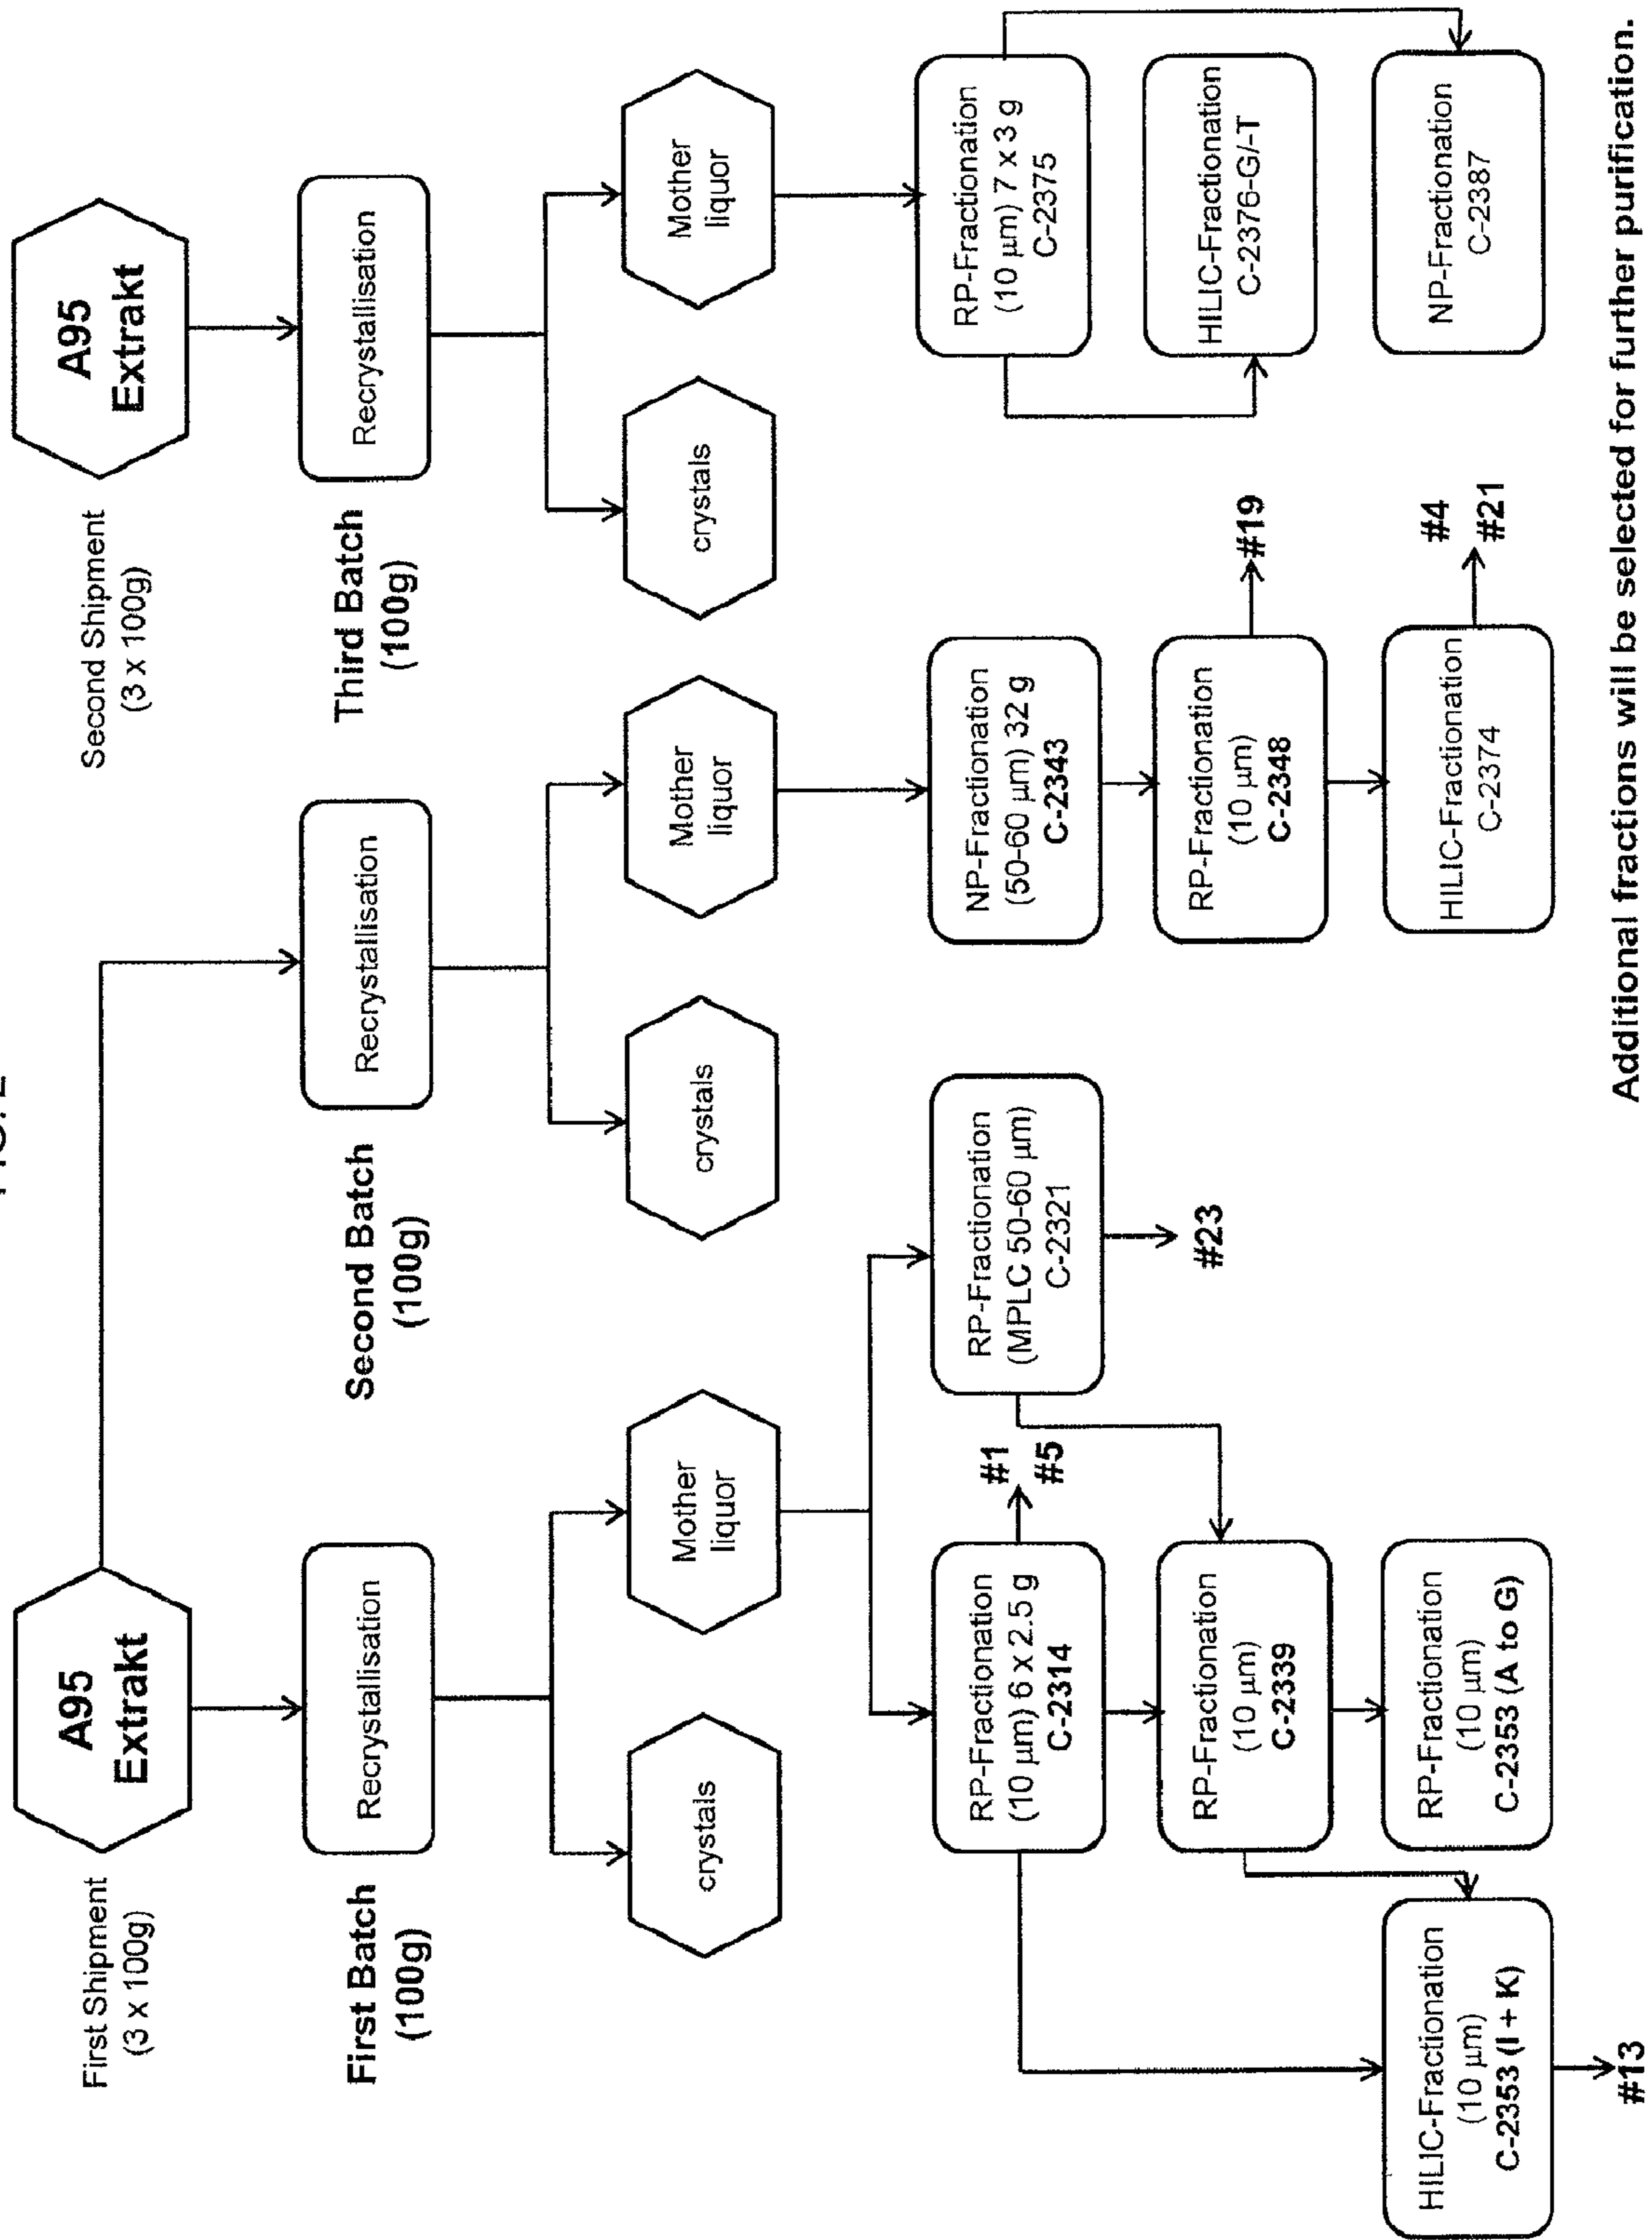 First Shipment
(3 x 100g)
A95
Extrakt
Second Shipment
(3 x 100g)
A95
Extrakt
First Batch
(100g)
Recrystallisation
Second Batch
(100g)
Recrystallisation
Third Batch
(100g)
Recrystallisation
crystals
Mother
liquor
crystals
Mother
liquor
crystals
Mother
liquor
RP-Fractionation
(10 µm) 6 x 2.5 g
C-2314
#1
#5
RP-Fractionation
(MPLC 50-60 µm)
C-2321
#23
NP-Fractionation
(50-60 µm) 32 g
C-2343
RP-Fractionation
(10 µm) 7 x 3 g
C-2375
RP-Fractionation
(10 µm)
C-2339
RP-Fractionation
(10 µm)
C-2348
#19
HILIC-Fractionation
C-2376-G/-T
HILIC-Fractionation
(10 µm)
C-2353 (I + K)
#13
RP-Fractionation
(10 µm)
C-2353 (A to G)
HILIC-Fractionation
C-2374
#4
#21
NP-Fractionation
C-2387
Additional fractions will be selected for further purification.